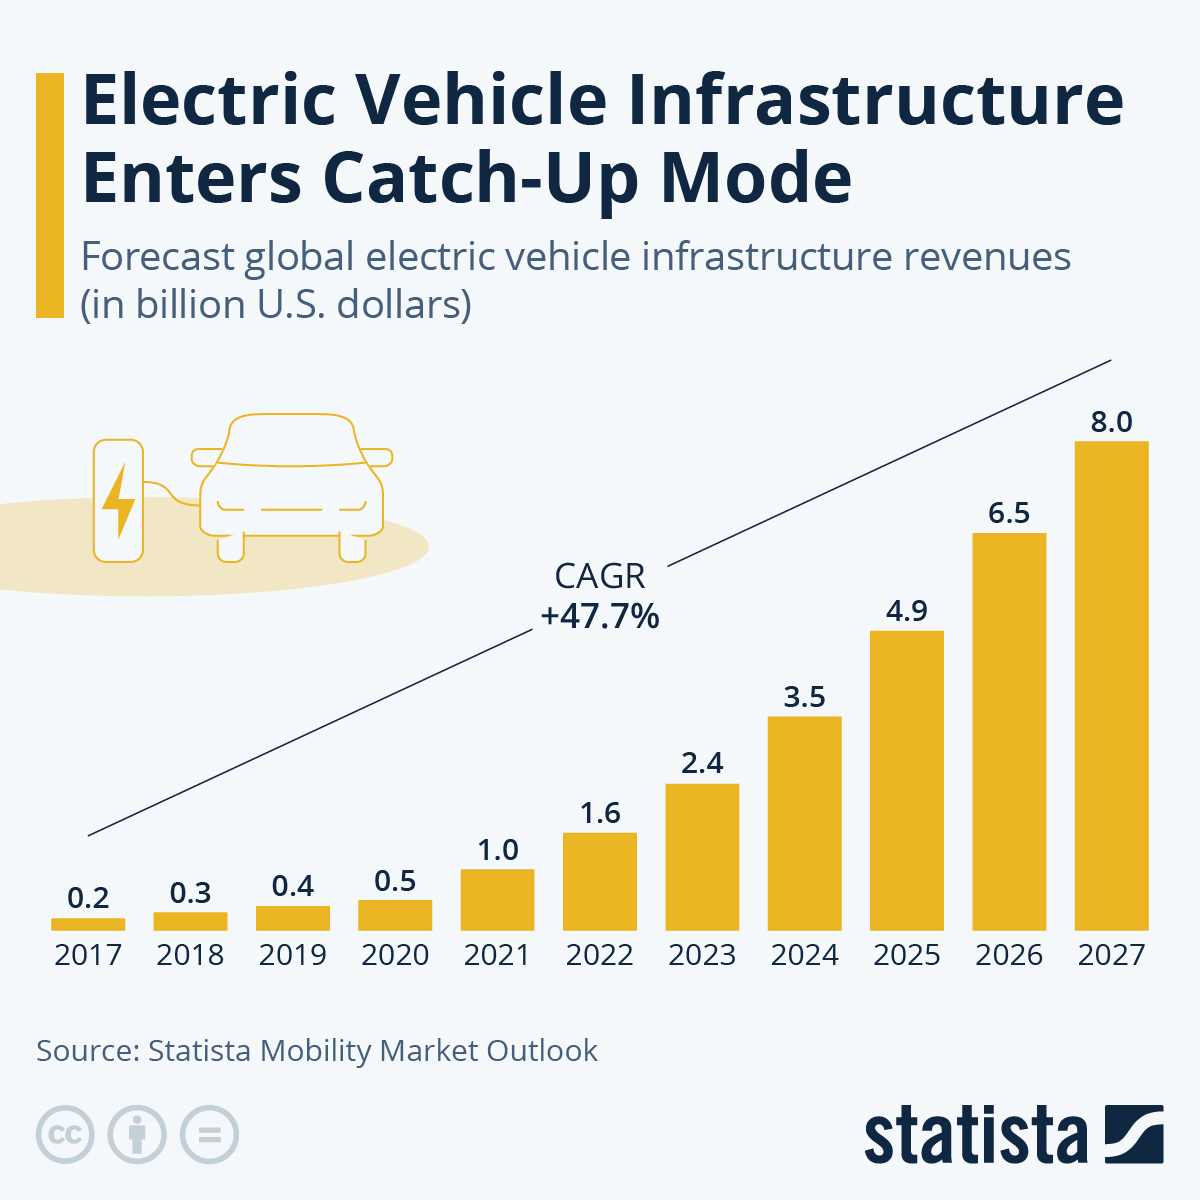 Electric Vehicle Infrastructure
Enters Catch-Up Mode
Forecast global electric vehicle infrastructure revenues
(in billion U.S. dollars)
CAGR
+47.7%
0.2
0.3
0.4
0.5
1.0
1.6
2.4
3.5
4.9
6.5
8.0
2017 2018 2019 2020 2021 2022 2023 2024 2025 2026 2027
Source: Statista Mobility Market Outlook
cc
statista